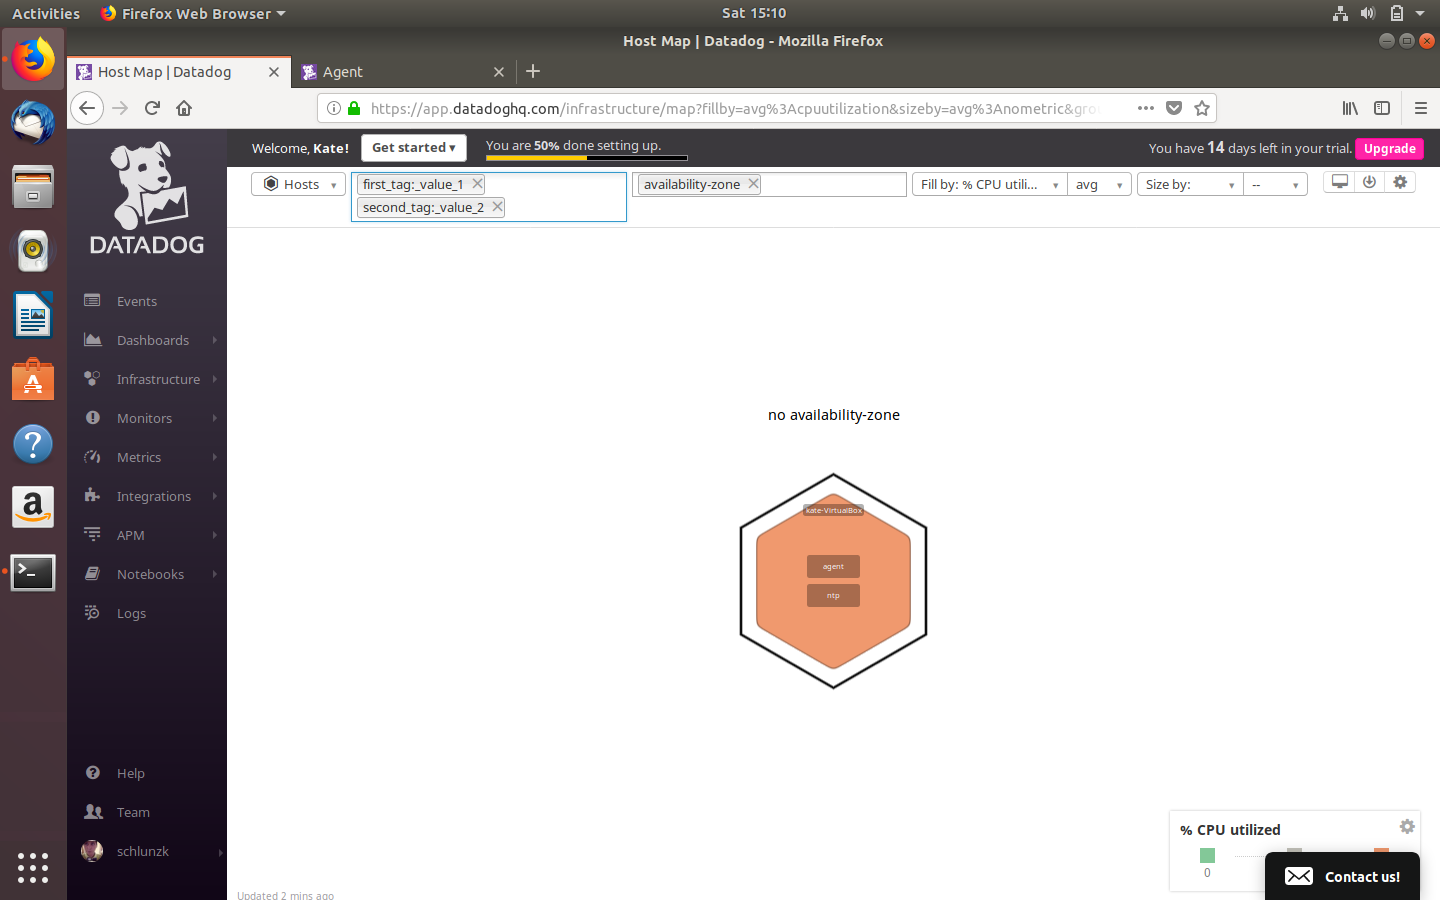 Activities
Firefox Web Browser
Sat 15:10
Host Map | Datadog - Mozilla Firefox
Host Map | Datadog
Agent
https://app.datadoghq.com/infrastructure/map?fillby=avg%3Acpuutilization&sizeby=avg%3Anometric&gro
Welcome, Kate!
Get started
You are 50% done setting up.
You have 14 days left in your trial.
Upgrade
DATADOG
Hosts
first_tag:_value_1
second_tag:_value_2
availability-zone
Fill by: % CPU utili...
avg
Size by:
--
Events
Dashboards
Infrastructure
Monitors
Metrics
Integrations
APM
Notebooks
Logs
Help
Team
schlunzk
no availability-zone
kate-VirtualBox
agent
ntp
% CPU utilized
0
Contact us!
Updated 2 mins ago